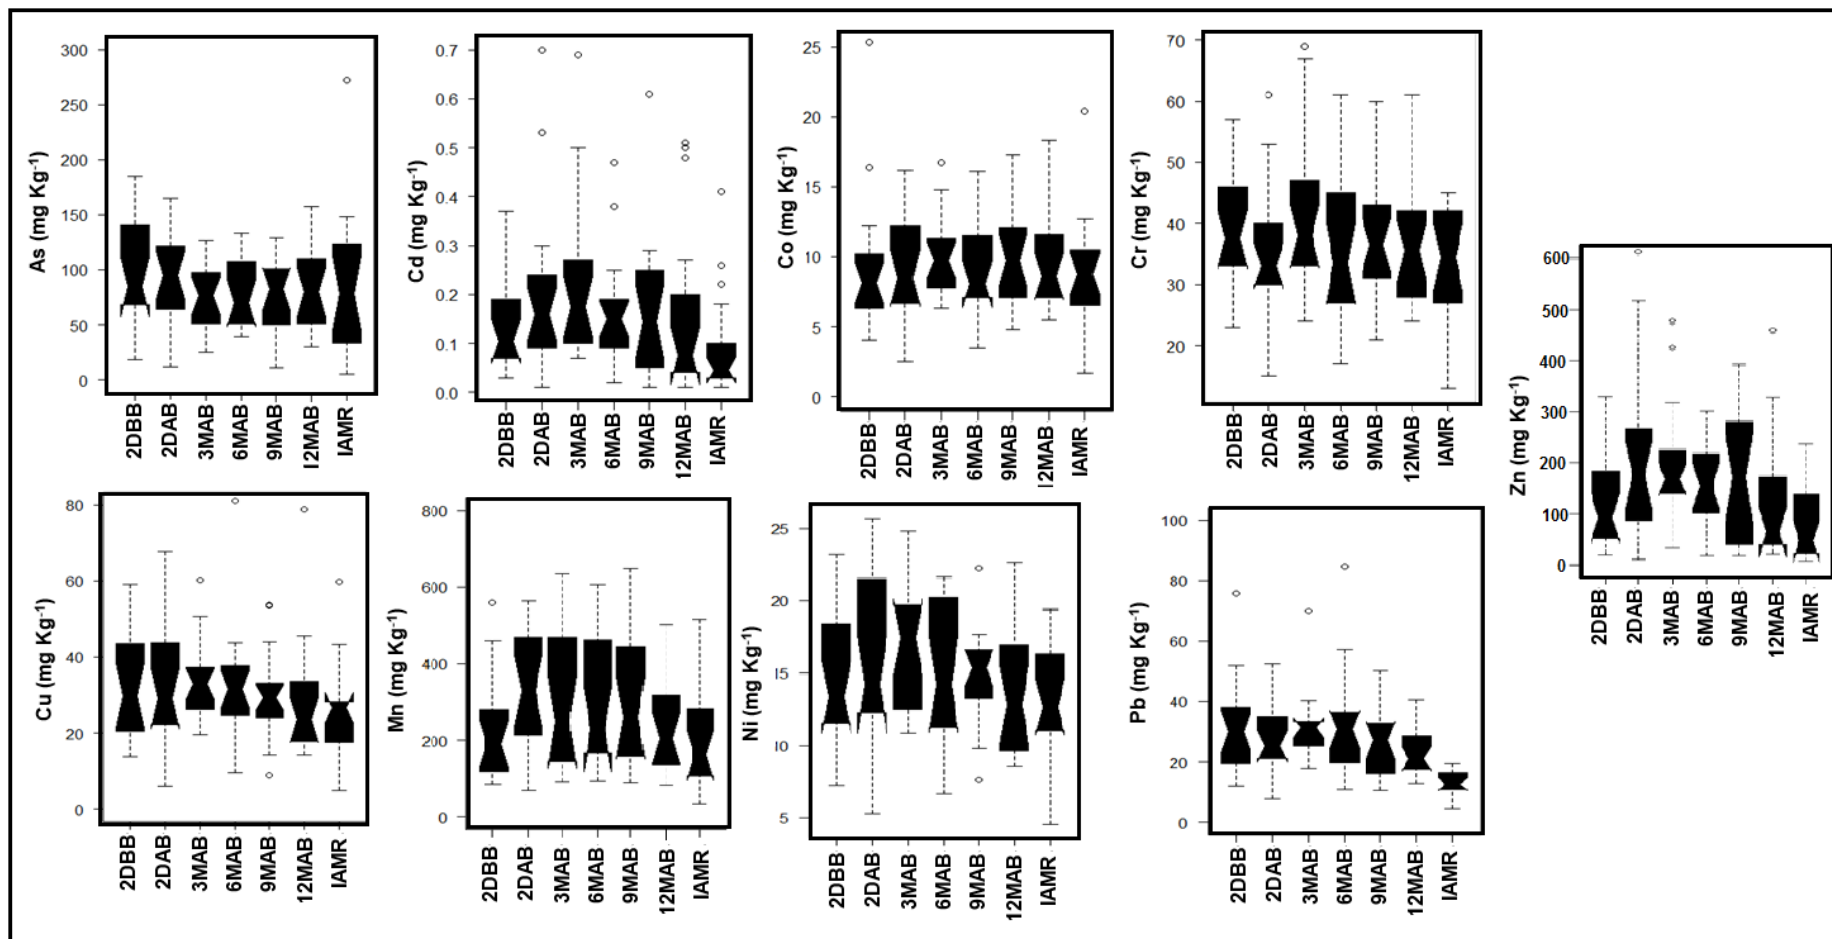 As (mg Kg-1)
300
250
200
150
100
50
0
2DBB
2DAB
3MAB
6MAB
9MAB
12MAB
IAMR
Cd (mg Kg-1)
0.7
0.6
0.5
0.4
0.3
0.2
0.1
0.0
2DBB
2DAB
3MAB
6MAB
9MAB
12MAB
IAMR
Co (mg Kg-1)
25
20
15
10
5
0
2DBB
2DAB
3MAB
6MAB
9MAB
12MAB
IAMR
Cr (mg Kg-1)
70
60
50
40
30
20
2DBB
2DAB
3MAB
6MAB
9MAB
12MAB
IAMR
Zn (mg Kg-1)
600
500
400
300
200
100
0
2DBB
2DAB
3MAB
6MAB
9MAB
12MAB
IAMR
Cu (mg Kg-1)
80
60
40
20
0
2DBB
2DAB
3MAB
6MAB
9MAB
12MAB
IAMR
Mn (mg Kg-1)
800
600
400
200
0
2DBB
2DAB
3MAB
6MAB
9MAB
12MAB
IAMR
Ni (mg Kg-1)
25
20
15
10
5
2DBB
2DAB
3MAB
6MAB
9MAB
12MAB
IAMR
Pb (mg Kg-1)
100
80
60
40
20
0
2DBB
2DAB
3MAB
6MAB
9MAB
12MAB
IAMR